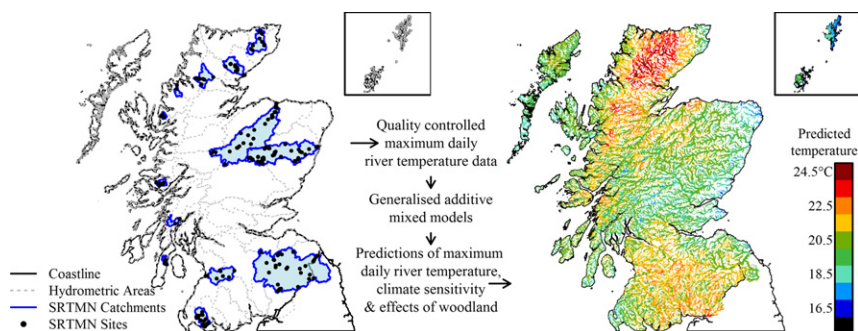 Quality controlled
maximum daily
river temperature
data
Generalised additive
mixed models
Predictions of maximum
daily river temperature,
climate sensitivity
& effects of woodland
Coastline
Hydrometric Areas
SRTMN Catchments
SRTMN Sites
Predicted
temperature
24.5°C
22.5
20.5
18.5
16.5